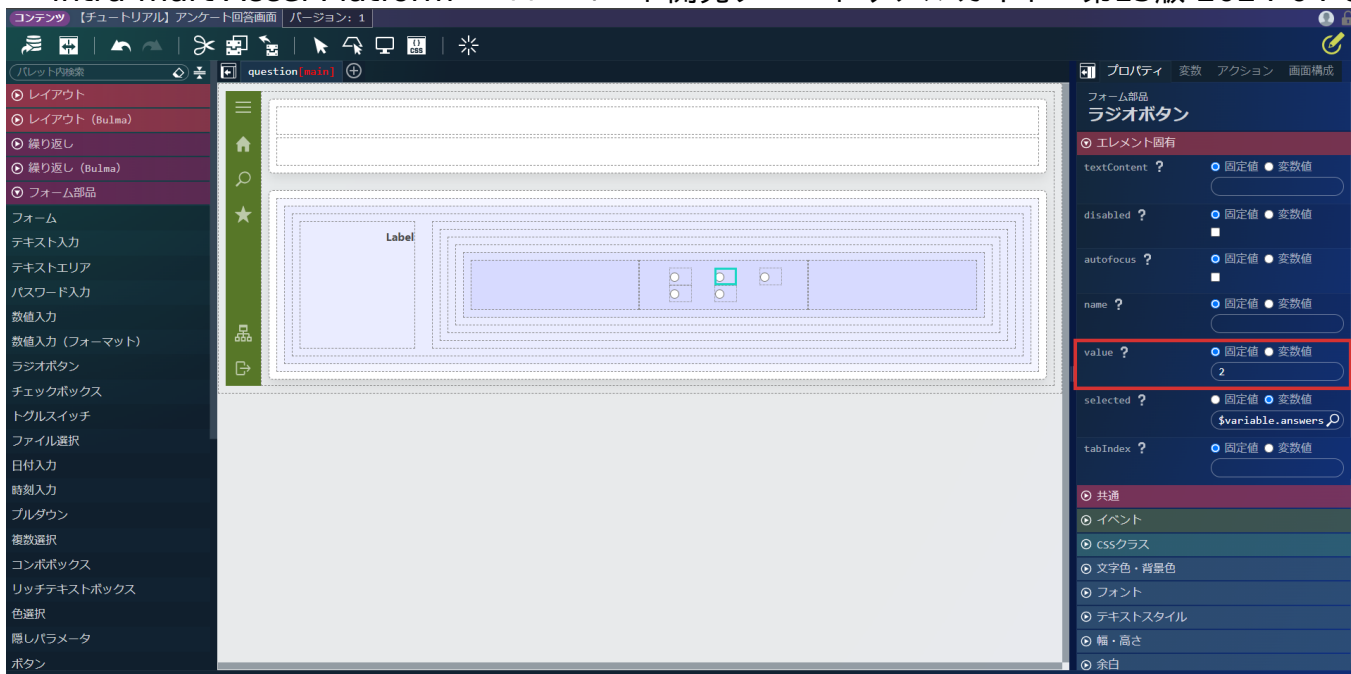 コンテンツ 【チュートリアル】アンケート回答画面 バージョン: 1
パレット内検索
question[main]
プロパティ 変数 アクション 画面構成
レイアウト
レイアウト (Bulma)
繰り返し
繰り返し (Bulma)
フォーム部品
フォーム
テキスト入力
テキストエリア
パスワード入力
数値入力
数値入力 (フォーマット)
ラジオボタン
チェックボックス
トグルスイッチ
ファイル選択
日付入力
時刻入力
プルダウン
複数選択
コンボボックス
リッチテキストボックス
色選択
隠しパラメータ
ボタン
Label
フォーム部品
ラジオボタン
エレメント固有
textContent ? 固定値 変数値
disabled ? 固定値 変数値
autofocus ? 固定値 変数値
name ? 固定値 変数値
value ? 固定値 変数値
2
selected ? 固定値 変数値
$variable.answers
tabIndex ? 固定値 変数値
共通
イベント
CSSクラス
文字色・背景色
フォント
テキストスタイル
幅・高さ
余白